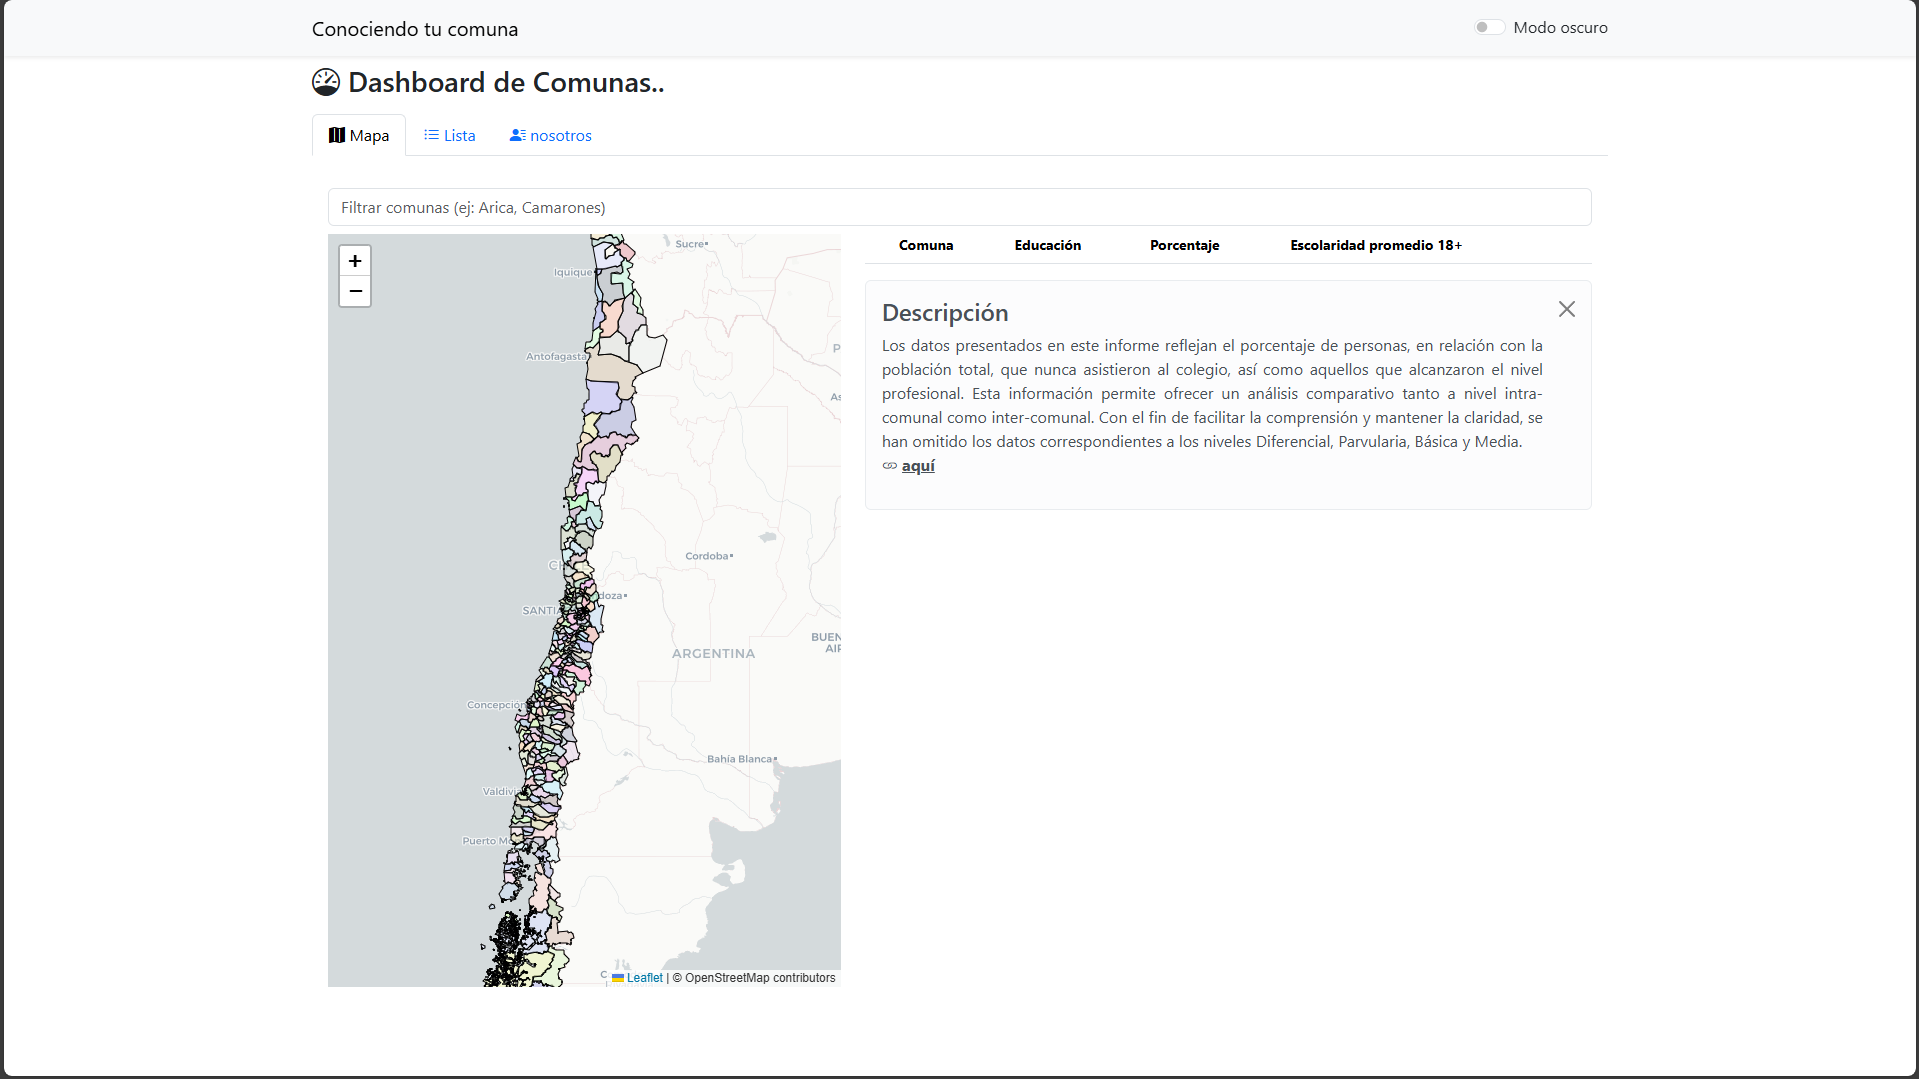 Conociendo tu comuna
Modo oscuro
Dashboard de Comunas..
Mapa
Lista
nosotros
Filtrar comunas (ej: Arica, Camarones)
+
−
Sucre
Iquique
Antofagasta
Cordoba
SANTIA
doza
BUEN
AIR
ARGENTINA
Concepción
Bahía Blanca
Valdivia
Puerto Mo
Leaflet | © OpenStreetMap contributors
Comuna Educación Porcentaje Escolaridad promedio 18+
Descripción
Los datos presentados en este informe reflejan el porcentaje de personas, en relación con la
población total, que nunca asistieron al colegio, así como aquellos que alcanzaron el nivel
profesional. Esta información permite ofrecer un análisis comparativo tanto a nivel intra-
comunal como inter-comunal. Con el fin de facilitar la comprensión y mantener la claridad, se
han omitido los datos correspondientes a los niveles Diferencial, Parvularia, Básica y Media.
aquí